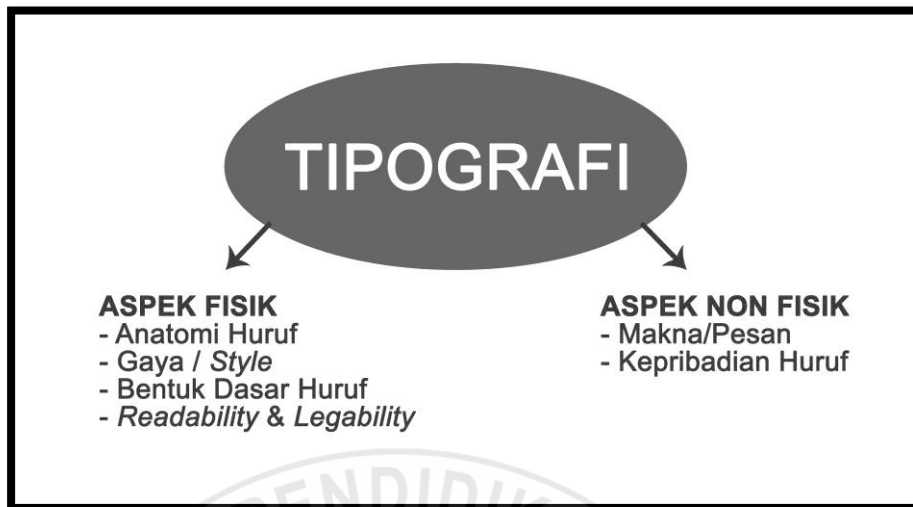 TIPOGRAFI
ASPEK FISIK
- Anatomi Huruf
- Gaya / Style
- Bentuk Dasar Huruf
- Readability & Legability
ASPEK NON FISIK
- Makna/Pesan
- Kepribadian Huruf